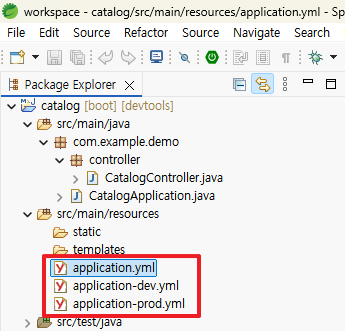 workspace - catalog/src/main/resources/application.yml - Sp
File Edit Source Refactor Source Navigate Search
Package Explorer
catalog [boot] [devtools]
src/main/java
com.example.demo
controller
CatalogController.java
CatalogApplication.java
src/main/resources
static
templates
application.yml
application-dev.yml
application-prod.yml
src/test/java